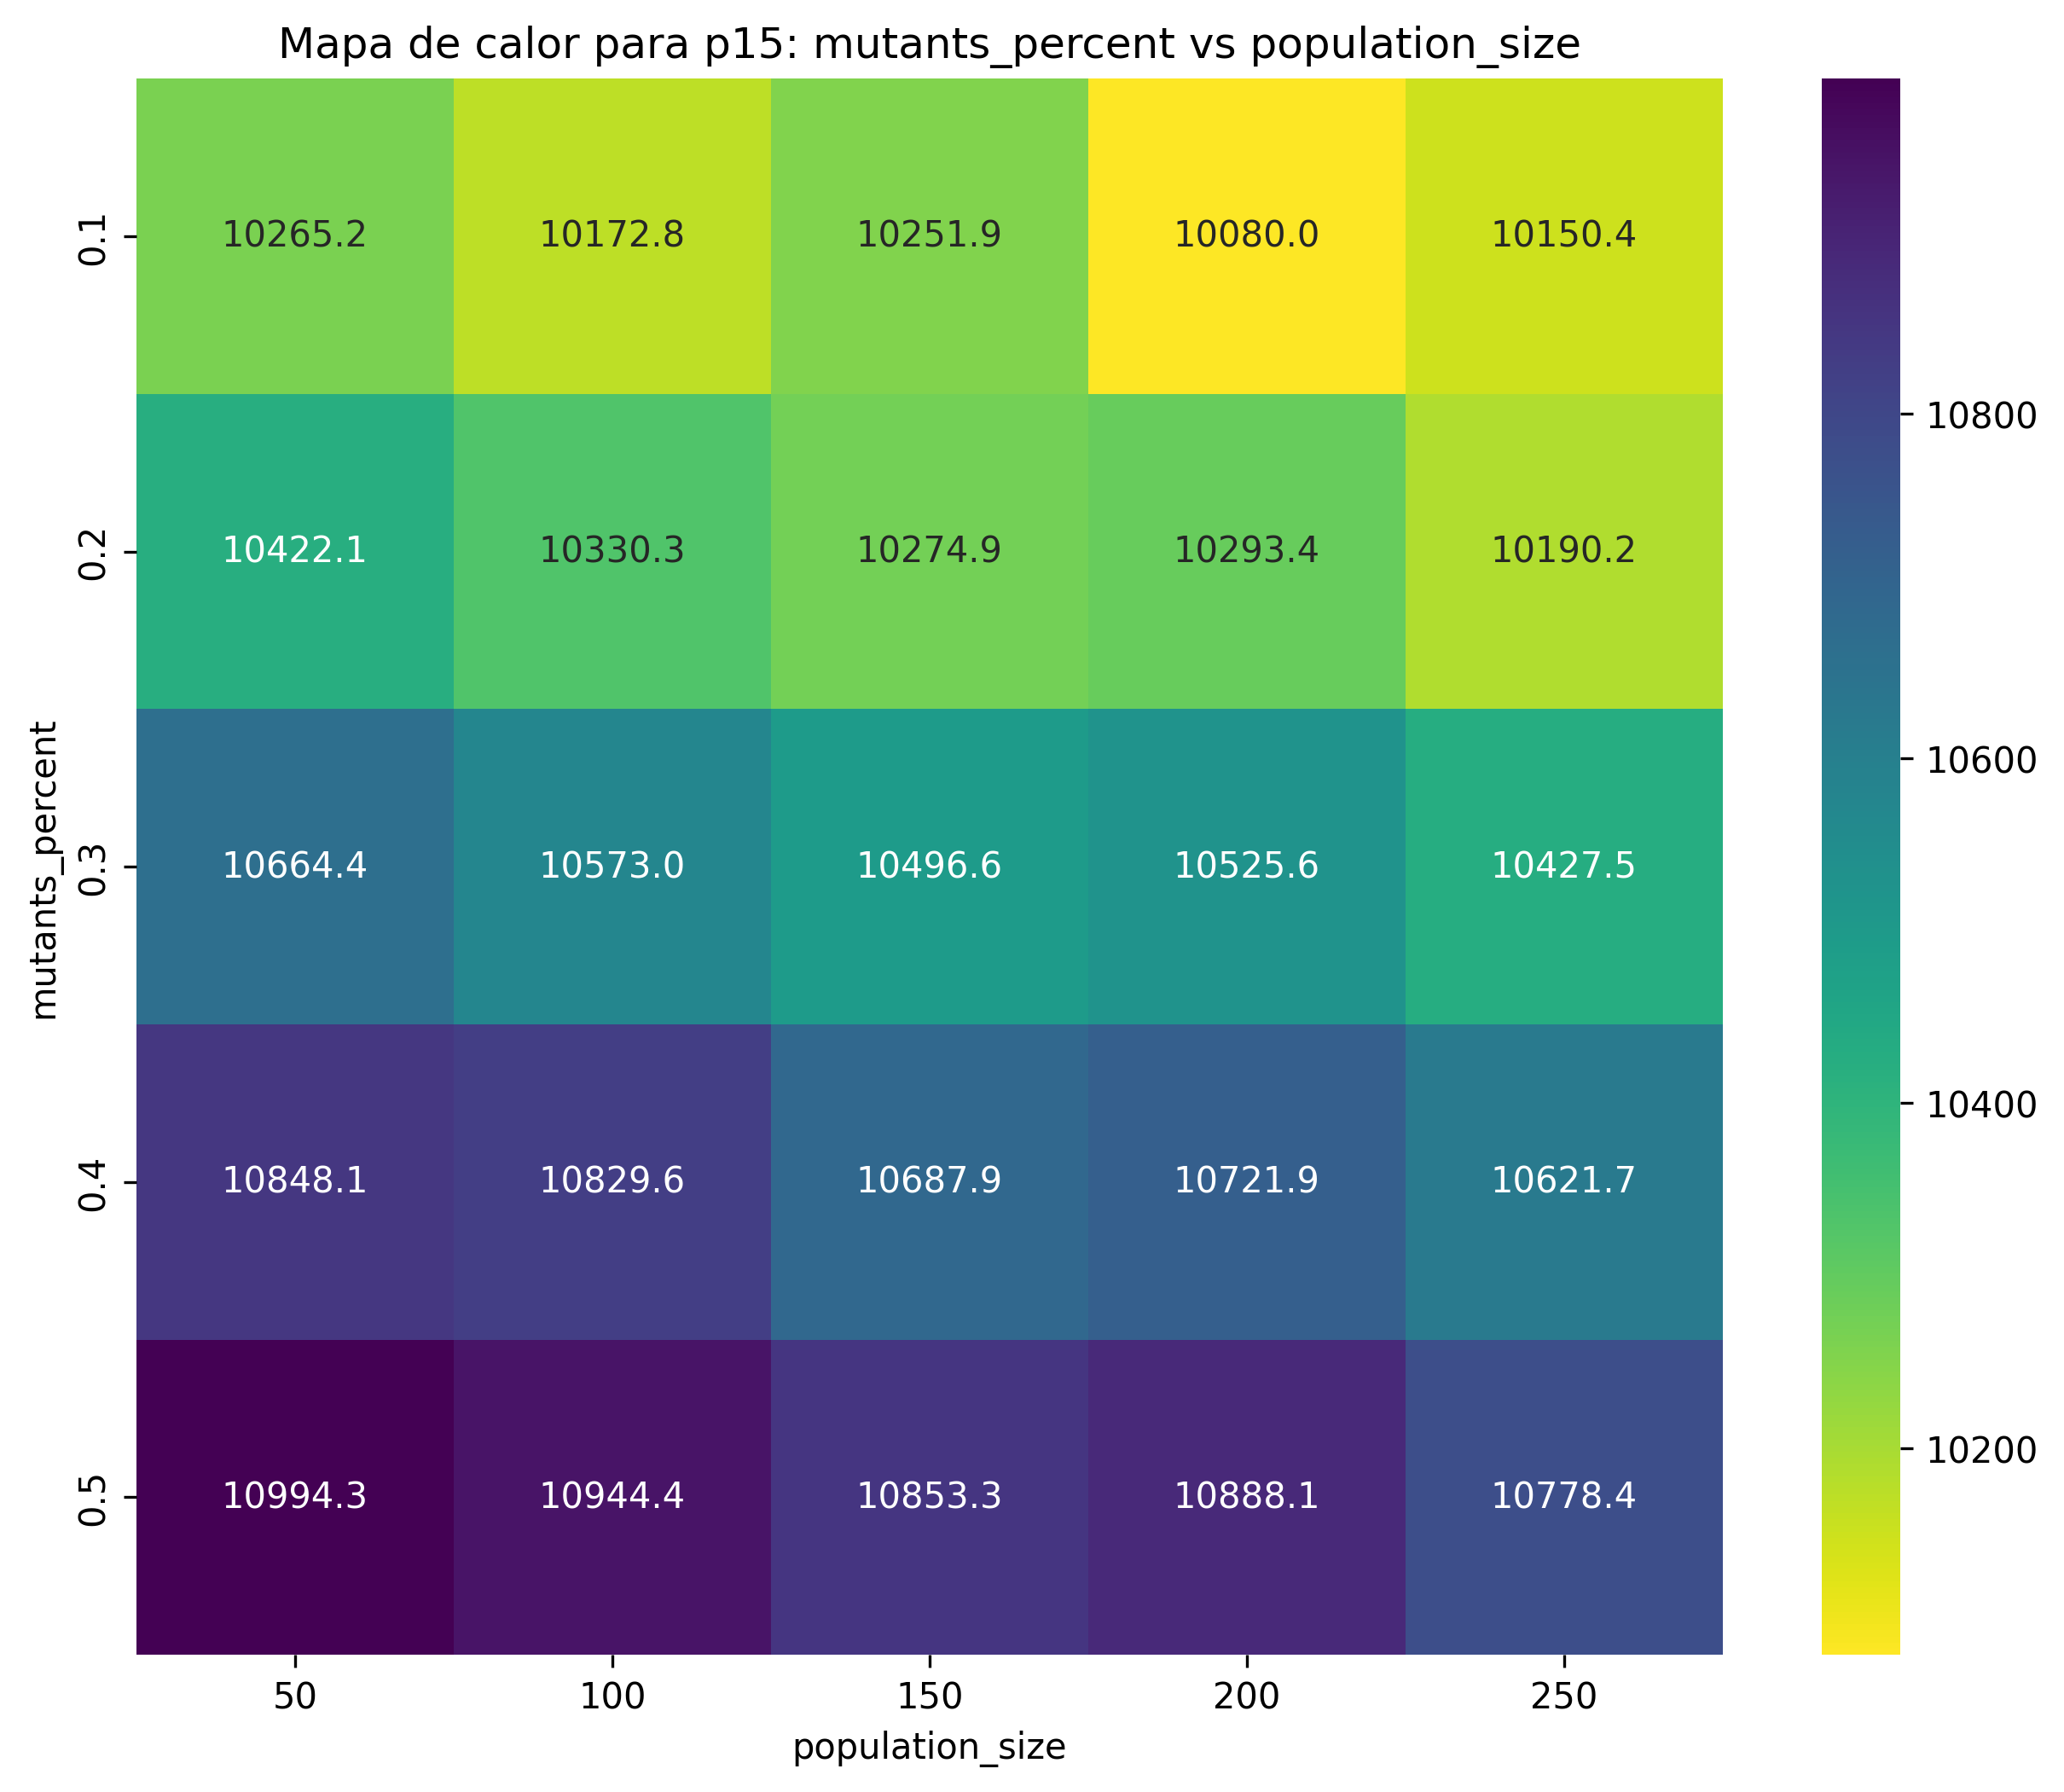 Mapa de calor para p15: mutants_percent vs population_size
0.1 10265.2 10172.8 10251.9 10080.0 10150.4
0.2 10422.1 10330.3 10274.9 10293.4 10190.2
0.3 10664.4 10573.0 10496.6 10525.6 10427.5
0.4 10848.1 10829.6 10687.9 10721.9 10621.7
0.5 10994.3 10944.4 10853.3 10888.1 10778.4
50 100 150 200 250
population_size
mutants_percent
10800
10600
10400
10200